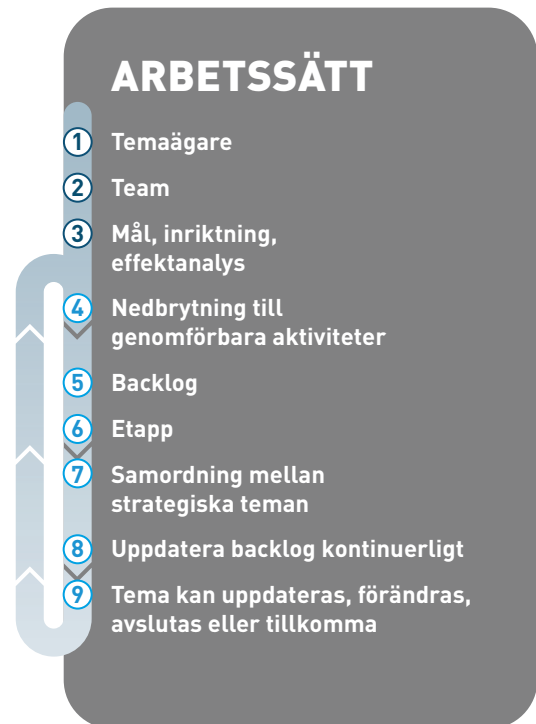 ARBETSSÄTT
1 Temaägare
2 Team
3 Mål, inriktning,
effektanalys
4 Nedbrytning till
genomförbara aktiviteter
5 Backlog
6 Etapp
7 Samordning mellan
strategiska teman
8 Uppdatera backlog kontinuerligt
9 Tema kan uppdateras, förändras,
avslutas eller tillkomma